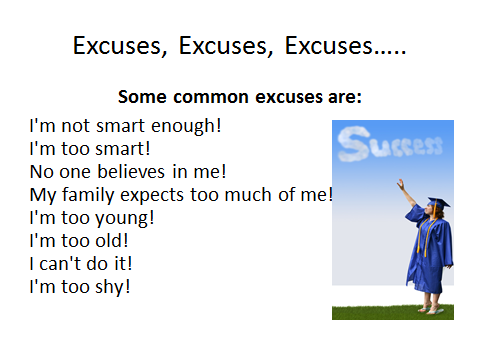 Excuses, Excuses, Excuses…..
Some common excuses are:
I'm not smart enough!
I'm too smart!
No one believes in me!
My family expects too much of me!
I'm too young!
I'm too old!
I can't do it!
I'm too shy!
Success